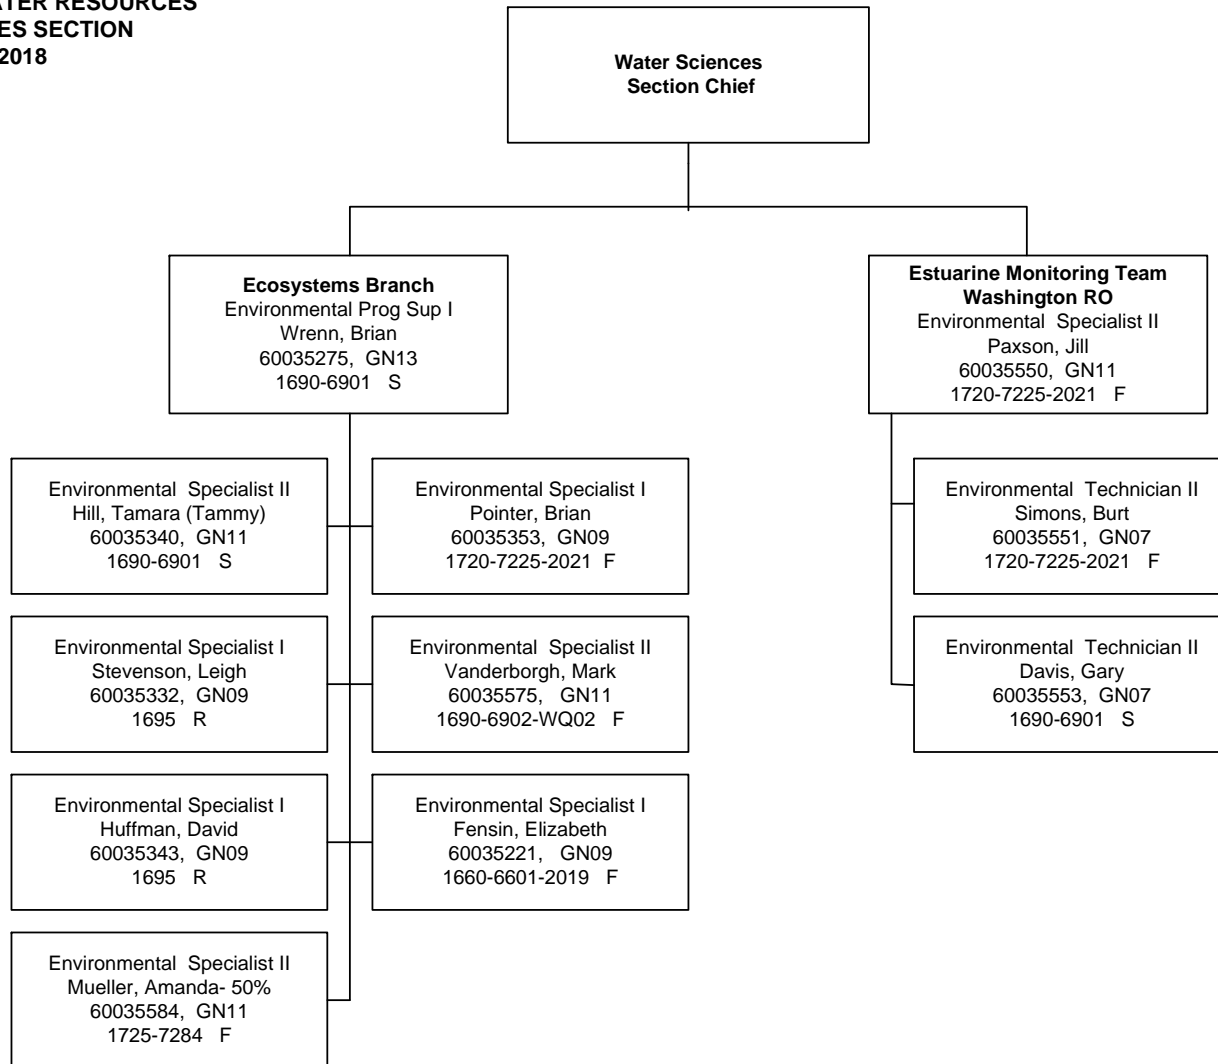 ATER RESOURCES
ES SECTION
2018
Water Sciences
Section Chief
Ecosystems Branch
Environmental Prog Sup I
Wrenn, Brian
60035275, GN13
1690-6901 S
Estuarine Monitoring Team
Washington RO
Environmental Specialist II
Paxson, Jill
60035550, GN11
1720-7225-2021 F
Environmental Specialist II
Hill, Tamara (Tammy)
60035340, GN11
1690-6901 S
Environmental Specialist I
Pointer, Brian
60035353, GN09
1720-7225-2021 F
Environmental Technician II
Simons, Burt
60035551, GN07
1720-7225-2021 F
Environmental Specialist I
Stevenson, Leigh
60035332, GN09
1695 R
Environmental Specialist II
Vanderborgh, Mark
60035575, GN11
1690-6902-WQ02 F
Environmental Technician II
Davis, Gary
60035553, GN07
1690-6901 S
Environmental Specialist I
Huffman, David
60035343, GN09
1695 R
Environmental Specialist I
Fensin, Elizabeth
60035221, GN09
1660-6601-2019 F
Environmental Specialist II
Mueller, Amanda- 50%
60035584, GN11
1725-7284 F